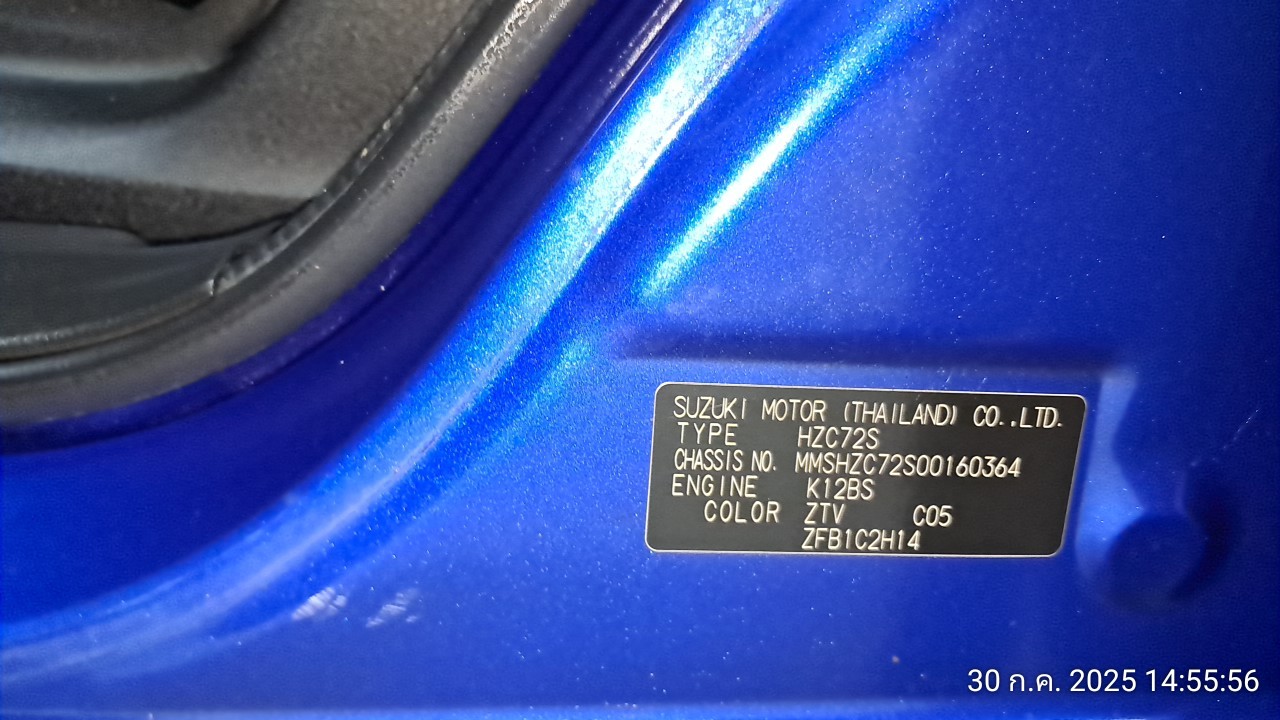 SUZUKI MOTOR (THAILAND) CO.,LTD.
TYPE HZC72S
CHASSIS NO. MMSHZC72S00160364
ENGINE K12BS
COLOR ZTV C05
ZFB1C2H14
30 ก.ค. 2025 14:55:56